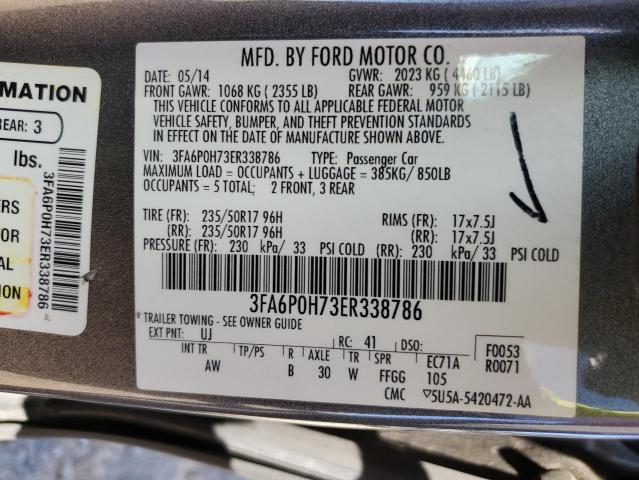 MFD. BY FORD MOTOR CO.
DATE: 05/14 GVWR: 2023 KG ( 4460 LB)
FRONT GAWR: 1068 KG ( 2355 LB) REAR GAWR: 959 KG ( 2115 LB)
THIS VEHICLE CONFORMS TO ALL APPLICABLE FEDERAL MOTOR
VEHICLE SAFETY, BUMPER, AND THEFT PREVENTION STANDARDS
IN EFFECT ON THE DATE OF MANUFACTURE SHOWN ABOVE.
VIN: 3FA6P0H73ER338786 TYPE: Passenger Car
MAXIMUM LOAD = OCCUPANTS + LUGGAGE = 385KG/ 850LB
OCCUPANTS = 5 TOTAL; 2 FRONT, 3 REAR
TIRE (FR): 235/50R17 96H RIMS (FR): 17x7.5J
(RR): 235/50R17 96H (RR): 17x7.5J
PRESSURE (FR): 230 kPa/ 33 PSI COLD (RR): 230 kPa/ 33 PSI COLD
3FA6P0H73ER338786
*TRAILER TOWING - SEE OWNER GUIDE
EXT PNT: UJ RC: 41 DSO: F0053
R0071
INT TR TP/PS R AXLE TR SPR EC71A
AW B 30 W FFGG 105
CMC ▽5U5A-5420472-AA
MATION
REAR: 3
lbs.
ERS
TOR
AL
ION
3FA6P0H73ER338786